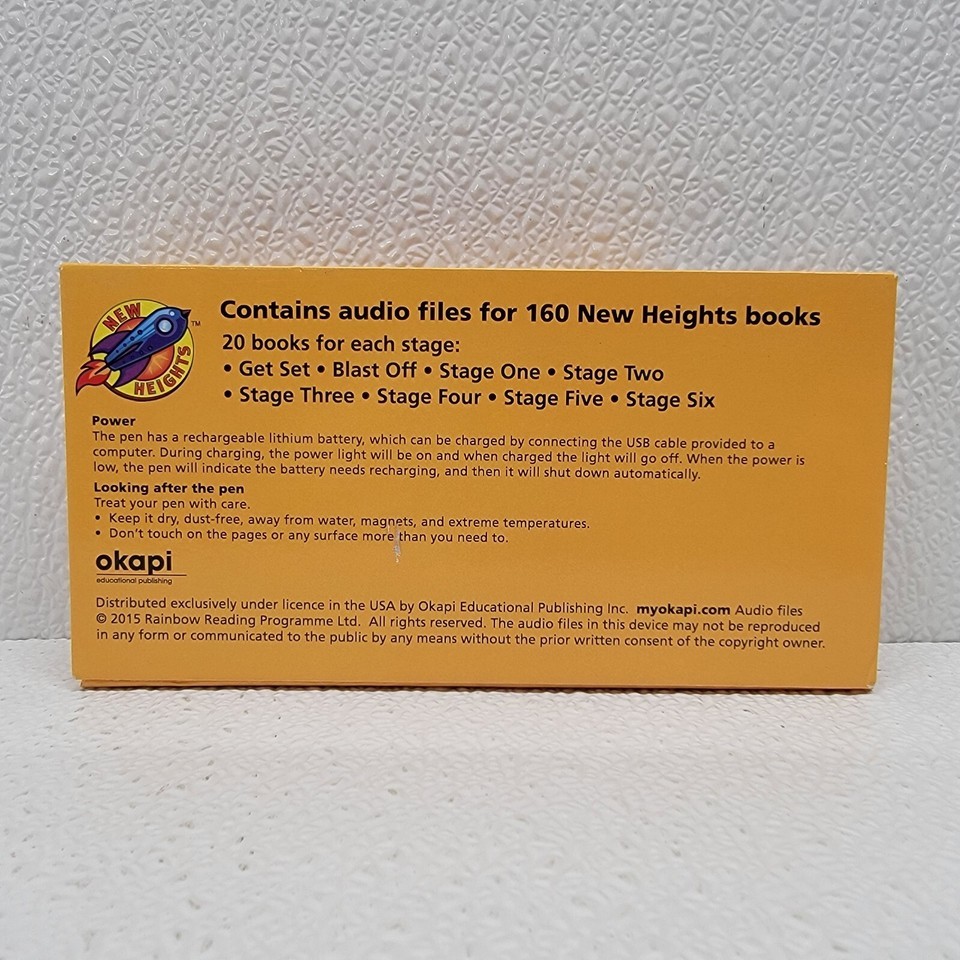 NEW HEIGHTS TM
Contains audio files for 160 New Heights books
20 books for each stage:
• Get Set • Blast Off • Stage One • Stage Two
• Stage Three • Stage Four • Stage Five • Stage Six
Power
The pen has a rechargeable lithium battery, which can be charged by connecting the USB cable provided to a
computer. During charging, the power light will be on and when charged the light will go off. When the power is
low, the pen will indicate the battery needs recharging, and then it will shut down automatically.
Looking after the pen
Treat your pen with care.
• Keep it dry, dust-free, away from water, magnets, and extreme temperatures.
• Don't touch on the pages or any surface more than you need to.
okapi
educational publishing
Distributed exclusively under licence in the USA by Okapi Educational Publishing Inc. myokapi.com Audio files
© 2015 Rainbow Reading Programme Ltd. All rights reserved. The audio files in this device may not be reproduced
in any form or communicated to the public by any means without the prior written consent of the copyright owner.